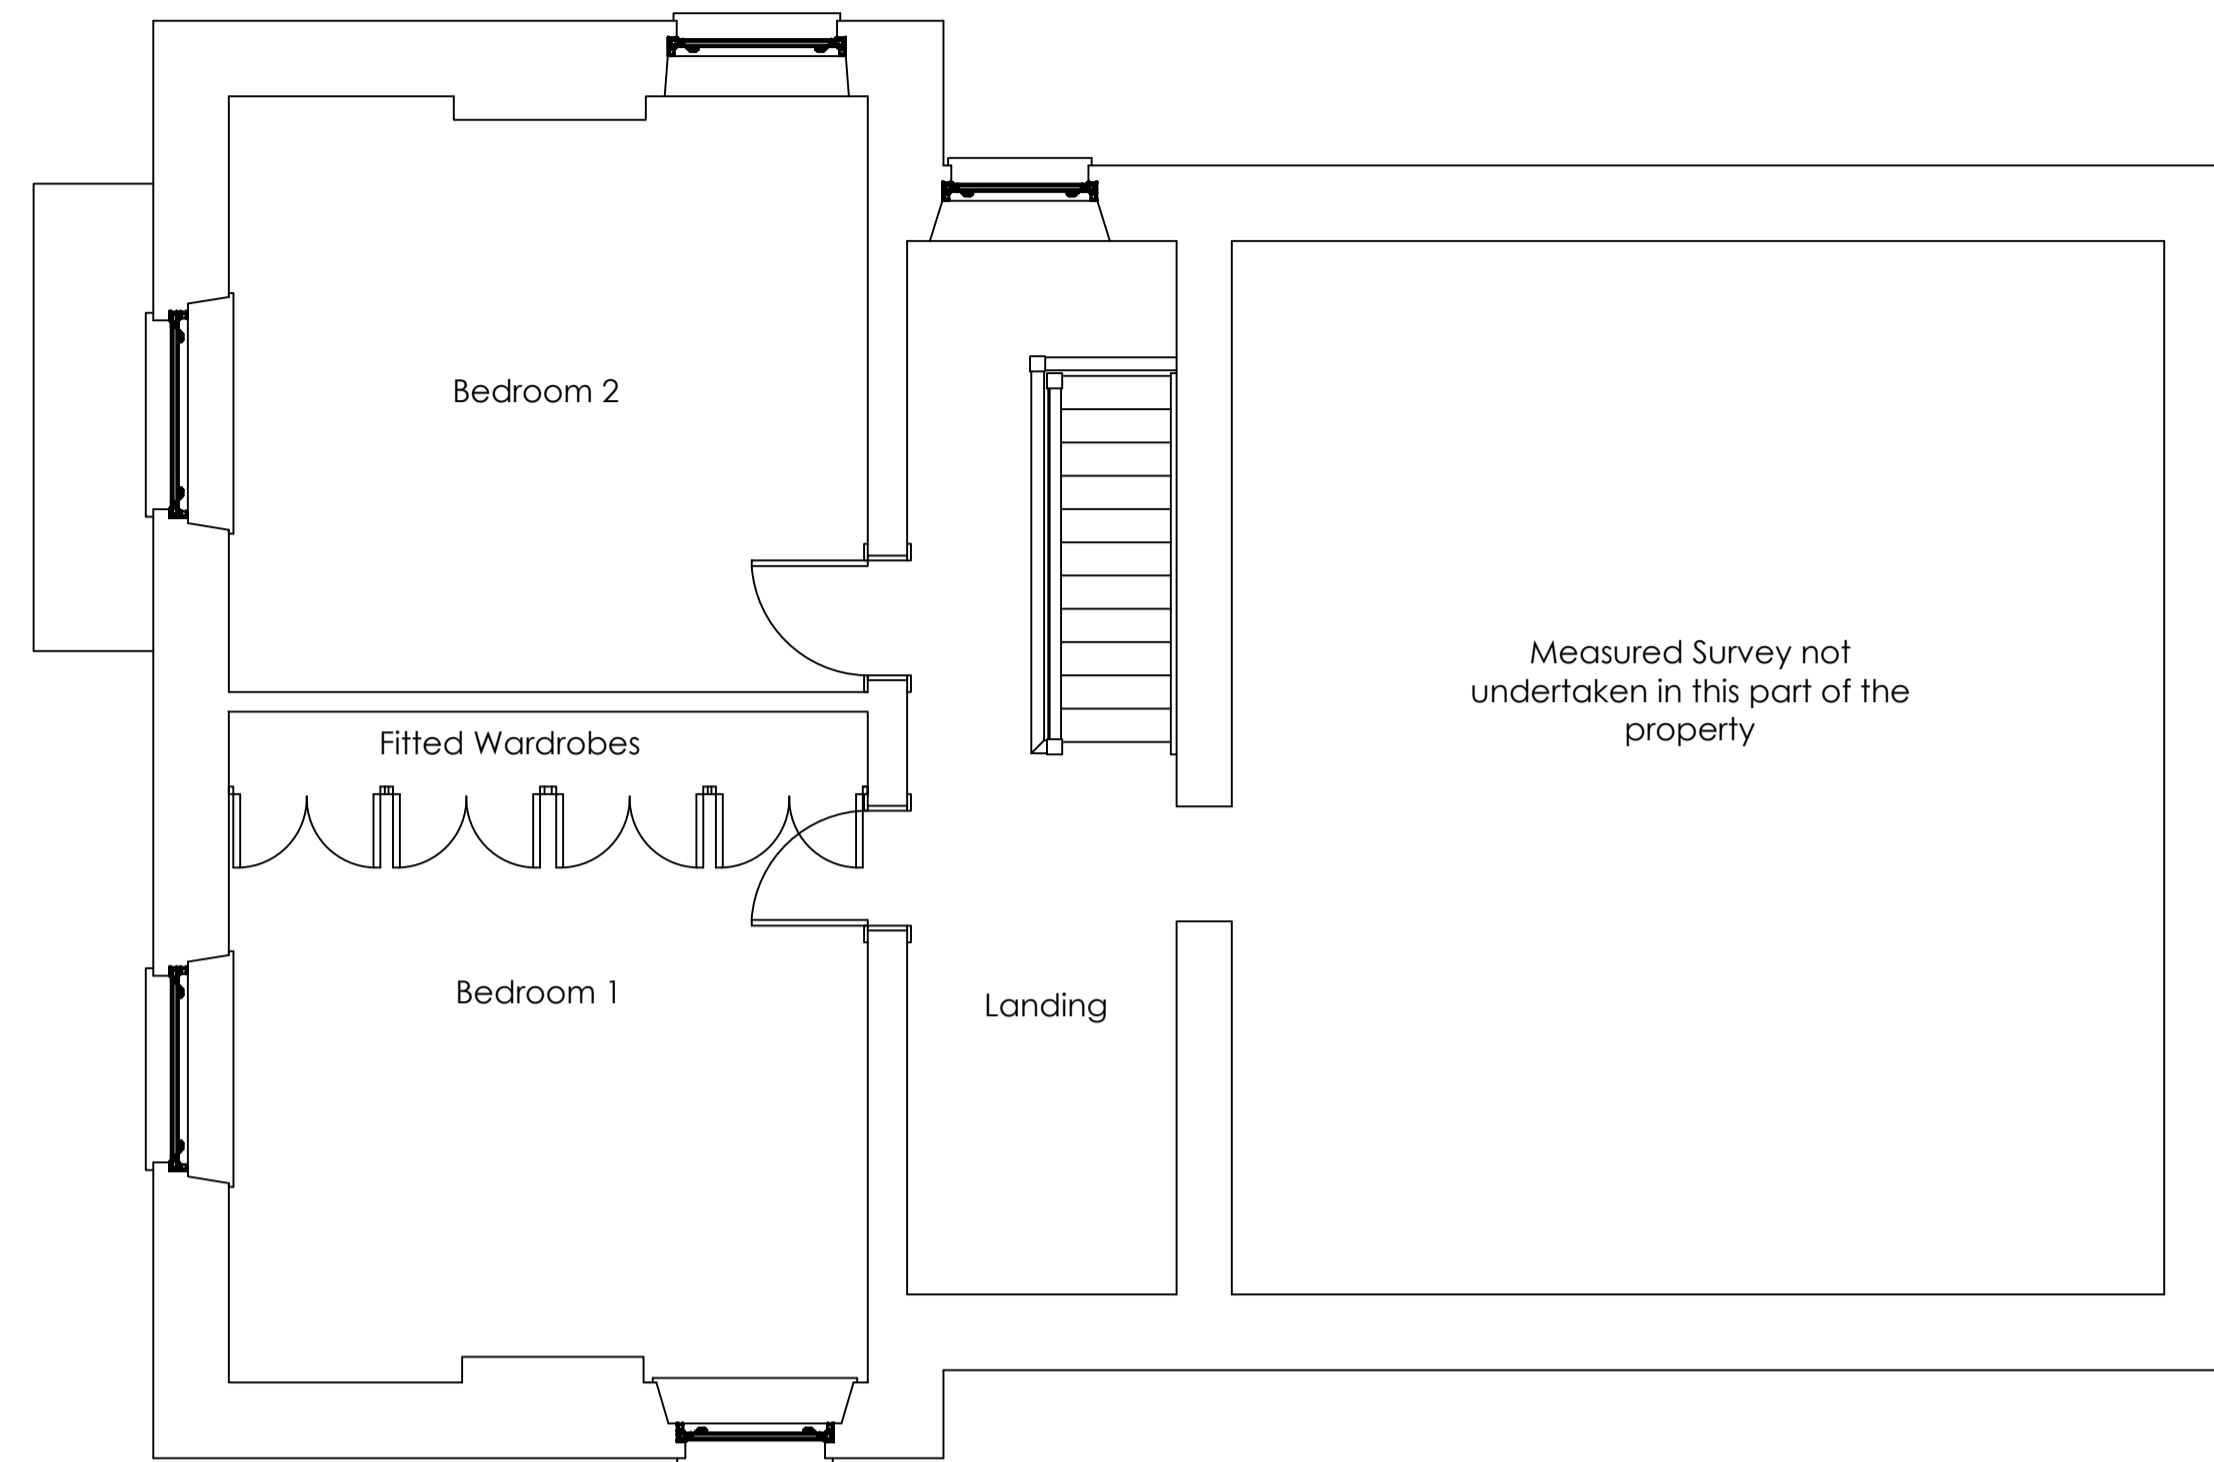 Bedroom 2
Measured Survey not
undertaken in this part of the
property
Fitted Wardrobes
Bedroom 1
Landing